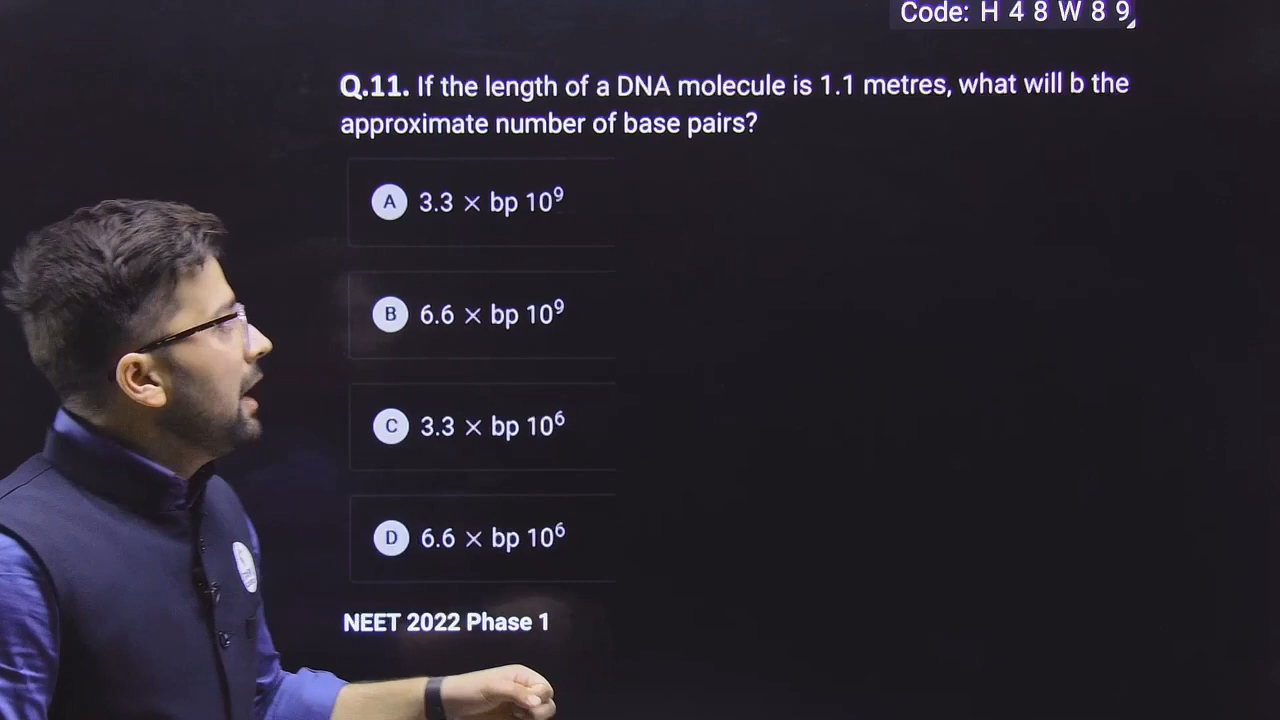 Code: H 4 8 W 8 9
Q.11. If the length of a DNA molecule is 1.1 metres, what will b the
approximate number of base pairs?
A 3.3 × bp 10⁹
B 6.6 × bp 10⁹
C 3.3 × bp 10⁶
D 6.6 × bp 10⁶
NEET 2022 Phase 1